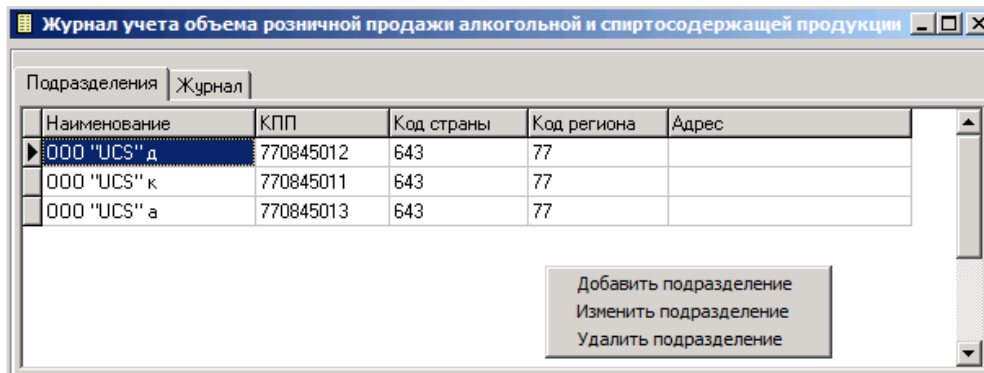 Журнал учета объема розничной продажи алкогольной и спиртосодержащей продукции
Подразделения Журнал
Наименование КПП Код страны Код региона Адрес
ООО "UCS" д 770845012 643 77
ООО "UCS" к 770845011 643 77
ООО "UCS" а 770845013 643 77
Добавить подразделение
Изменить подразделение
Удалить подразделение